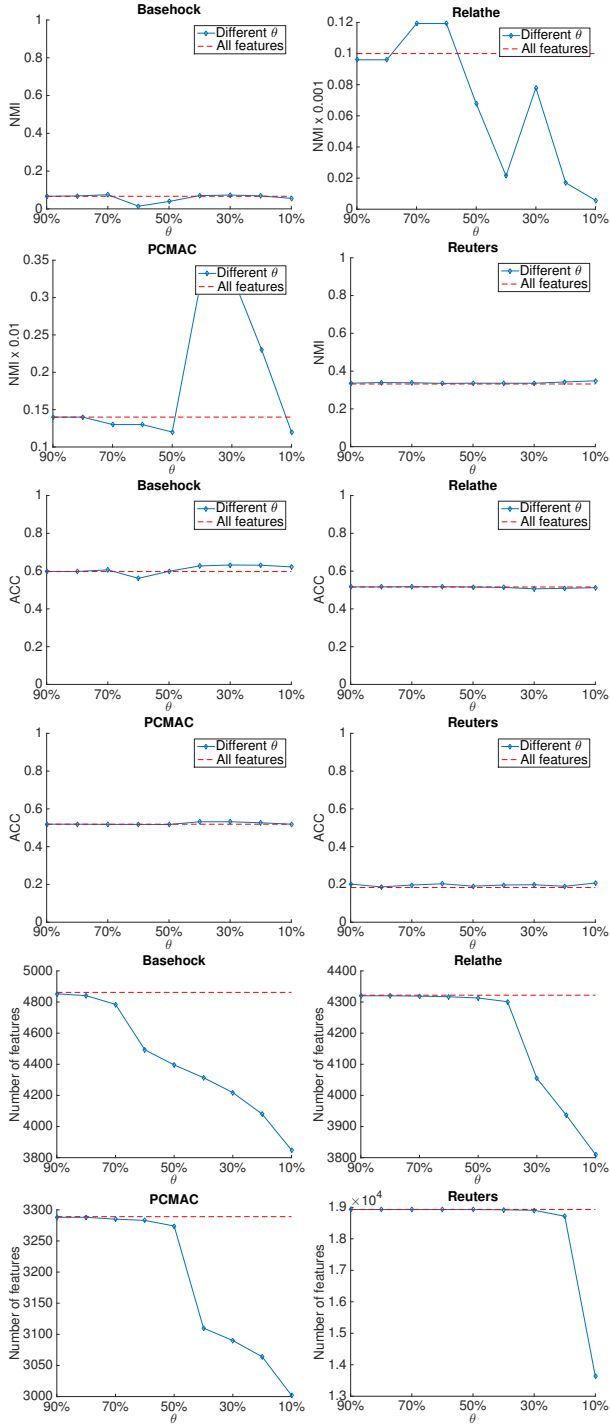 Basehock
1
0.8
0.6
0.4
0.2
0
NMI
Different θ
All features
90% 70% 50% 30% 10%
θ
Relathe
0.12
0.1
0.08
0.06
0.04
0.02
0
NMI x 0.001
Different θ
All features
90% 70% 50% 30% 10%
θ
PCMAC
0.35
0.3
0.25
0.2
0.15
0.1
NMI x 0.01
Different θ
All features
90% 70% 50% 30% 10%
θ
Reuters
1
0.8
0.6
0.4
0.2
0
NMI
Different θ
All features
90% 70% 50% 30% 10%
θ
Basehock
1
0.8
0.6
0.4
0.2
0
ACC
Different θ
All features
90% 70% 50% 30% 10%
θ
Relathe
1
0.8
0.6
0.4
0.2
0
ACC
Different θ
All features
90% 70% 50% 30% 10%
θ
PCMAC
1
0.8
0.6
0.4
0.2
0
ACC
Different θ
All features
90% 70% 50% 30% 10%
θ
Reuters
1
0.8
0.6
0.4
0.2
0
ACC
Different θ
All features
90% 70% 50% 30% 10%
θ
Basehock
5000
4800
4600
4400
4200
4000
3800
Number of features
90% 70% 50% 30% 10%
θ
Relathe
4400
4300
4200
4100
4000
3900
3800
Number of features
90% 70% 50% 30% 10%
θ
PCMAC
3300
3250
3200
3150
3100
3050
3000
Number of features
90% 70% 50% 30% 10%
θ
Reuters
×10⁴
1.9
1.8
1.7
1.6
1.5
1.4
1.3
Number of features
90% 70% 50% 30% 10%
θ